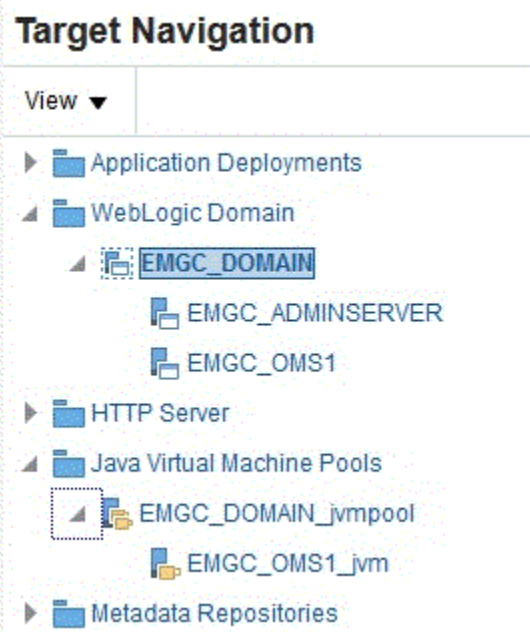 Target Navigation
View
Application Deployments
WebLogic Domain
EMGC_DOMAIN
EMGC_ADMINSERVER
EMGC_OMS1
HTTP Server
Java Virtual Machine Pools
EMGC_DOMAIN_jvmpool
EMGC_OMS1_jvm
Metadata Repositories